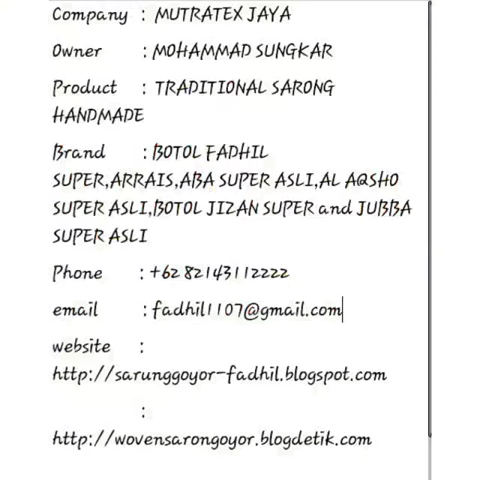 Company : MUTRATEX JAYA
Owner : MOHAMMAD SUNGKAR
Product : TRADITIONAL SARONG
HANDMADE
Brand : BOTOL FADHIL
SUPER,ARRAIS,ABA SUPER ASLI,AL AQSHO
SUPER ASLI,BOTOL JIZAN SUPER and JUBBA
SUPER ASLI
Phone : +62 82143112222
email : fadhil1107@gmail.com
website :
http://sarunggoyor-fadhil.blogspot.com
:
http://wovensarongoyor.blogdetik.com